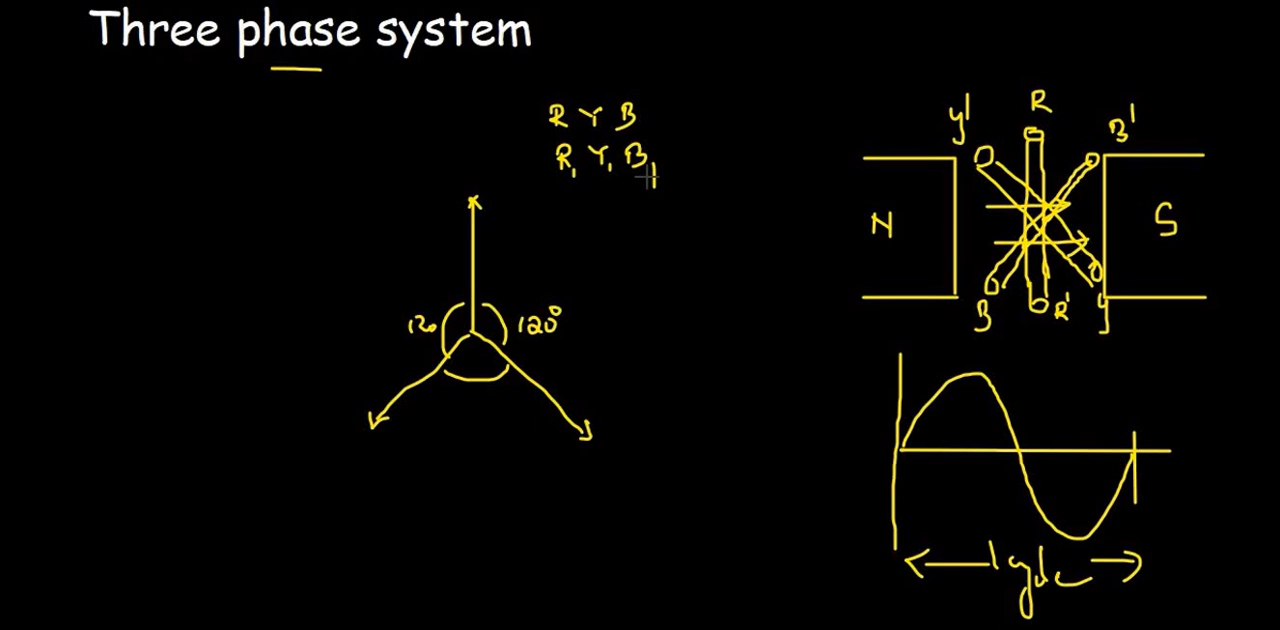 Three phase system
R Y B
R, Y, B,
120
120°
y' R B'
N
S
B R' y
1 cycle